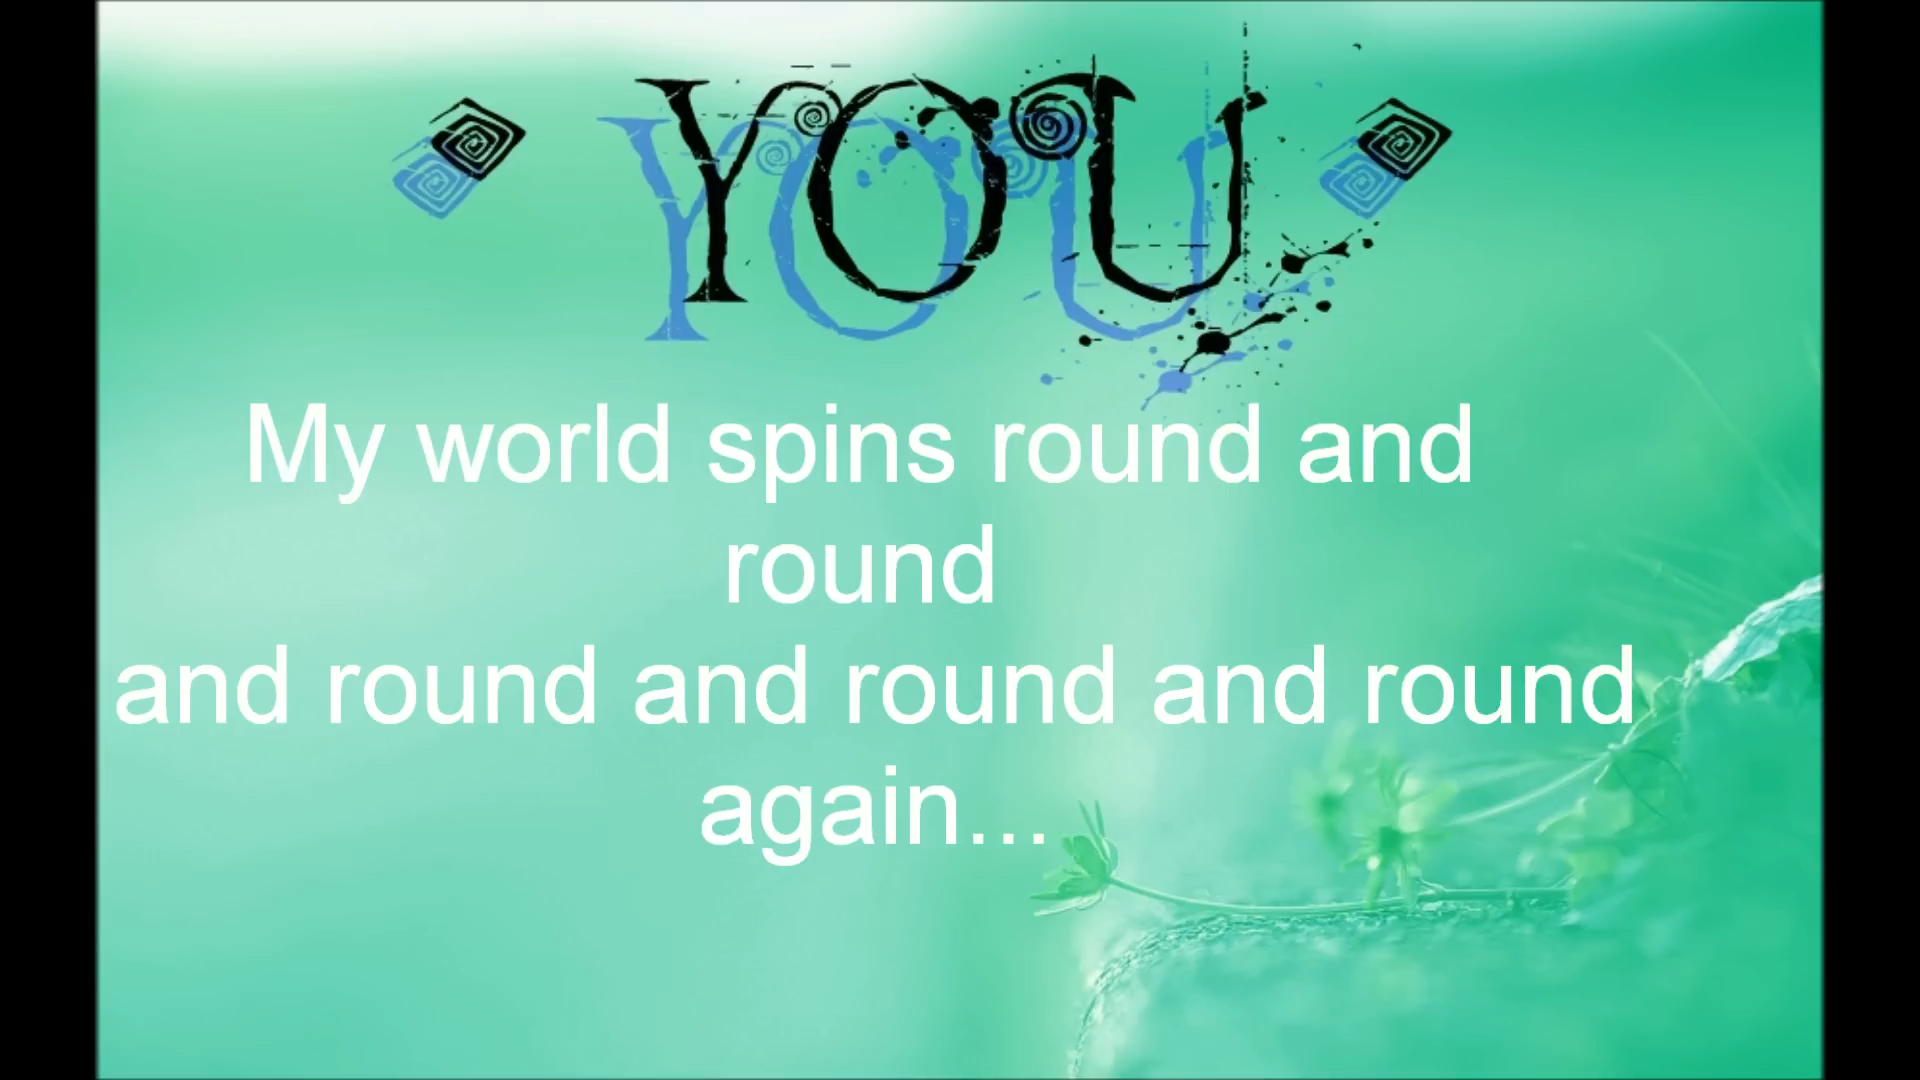 YOU
My world spins round and
round
and round and round and round
again...